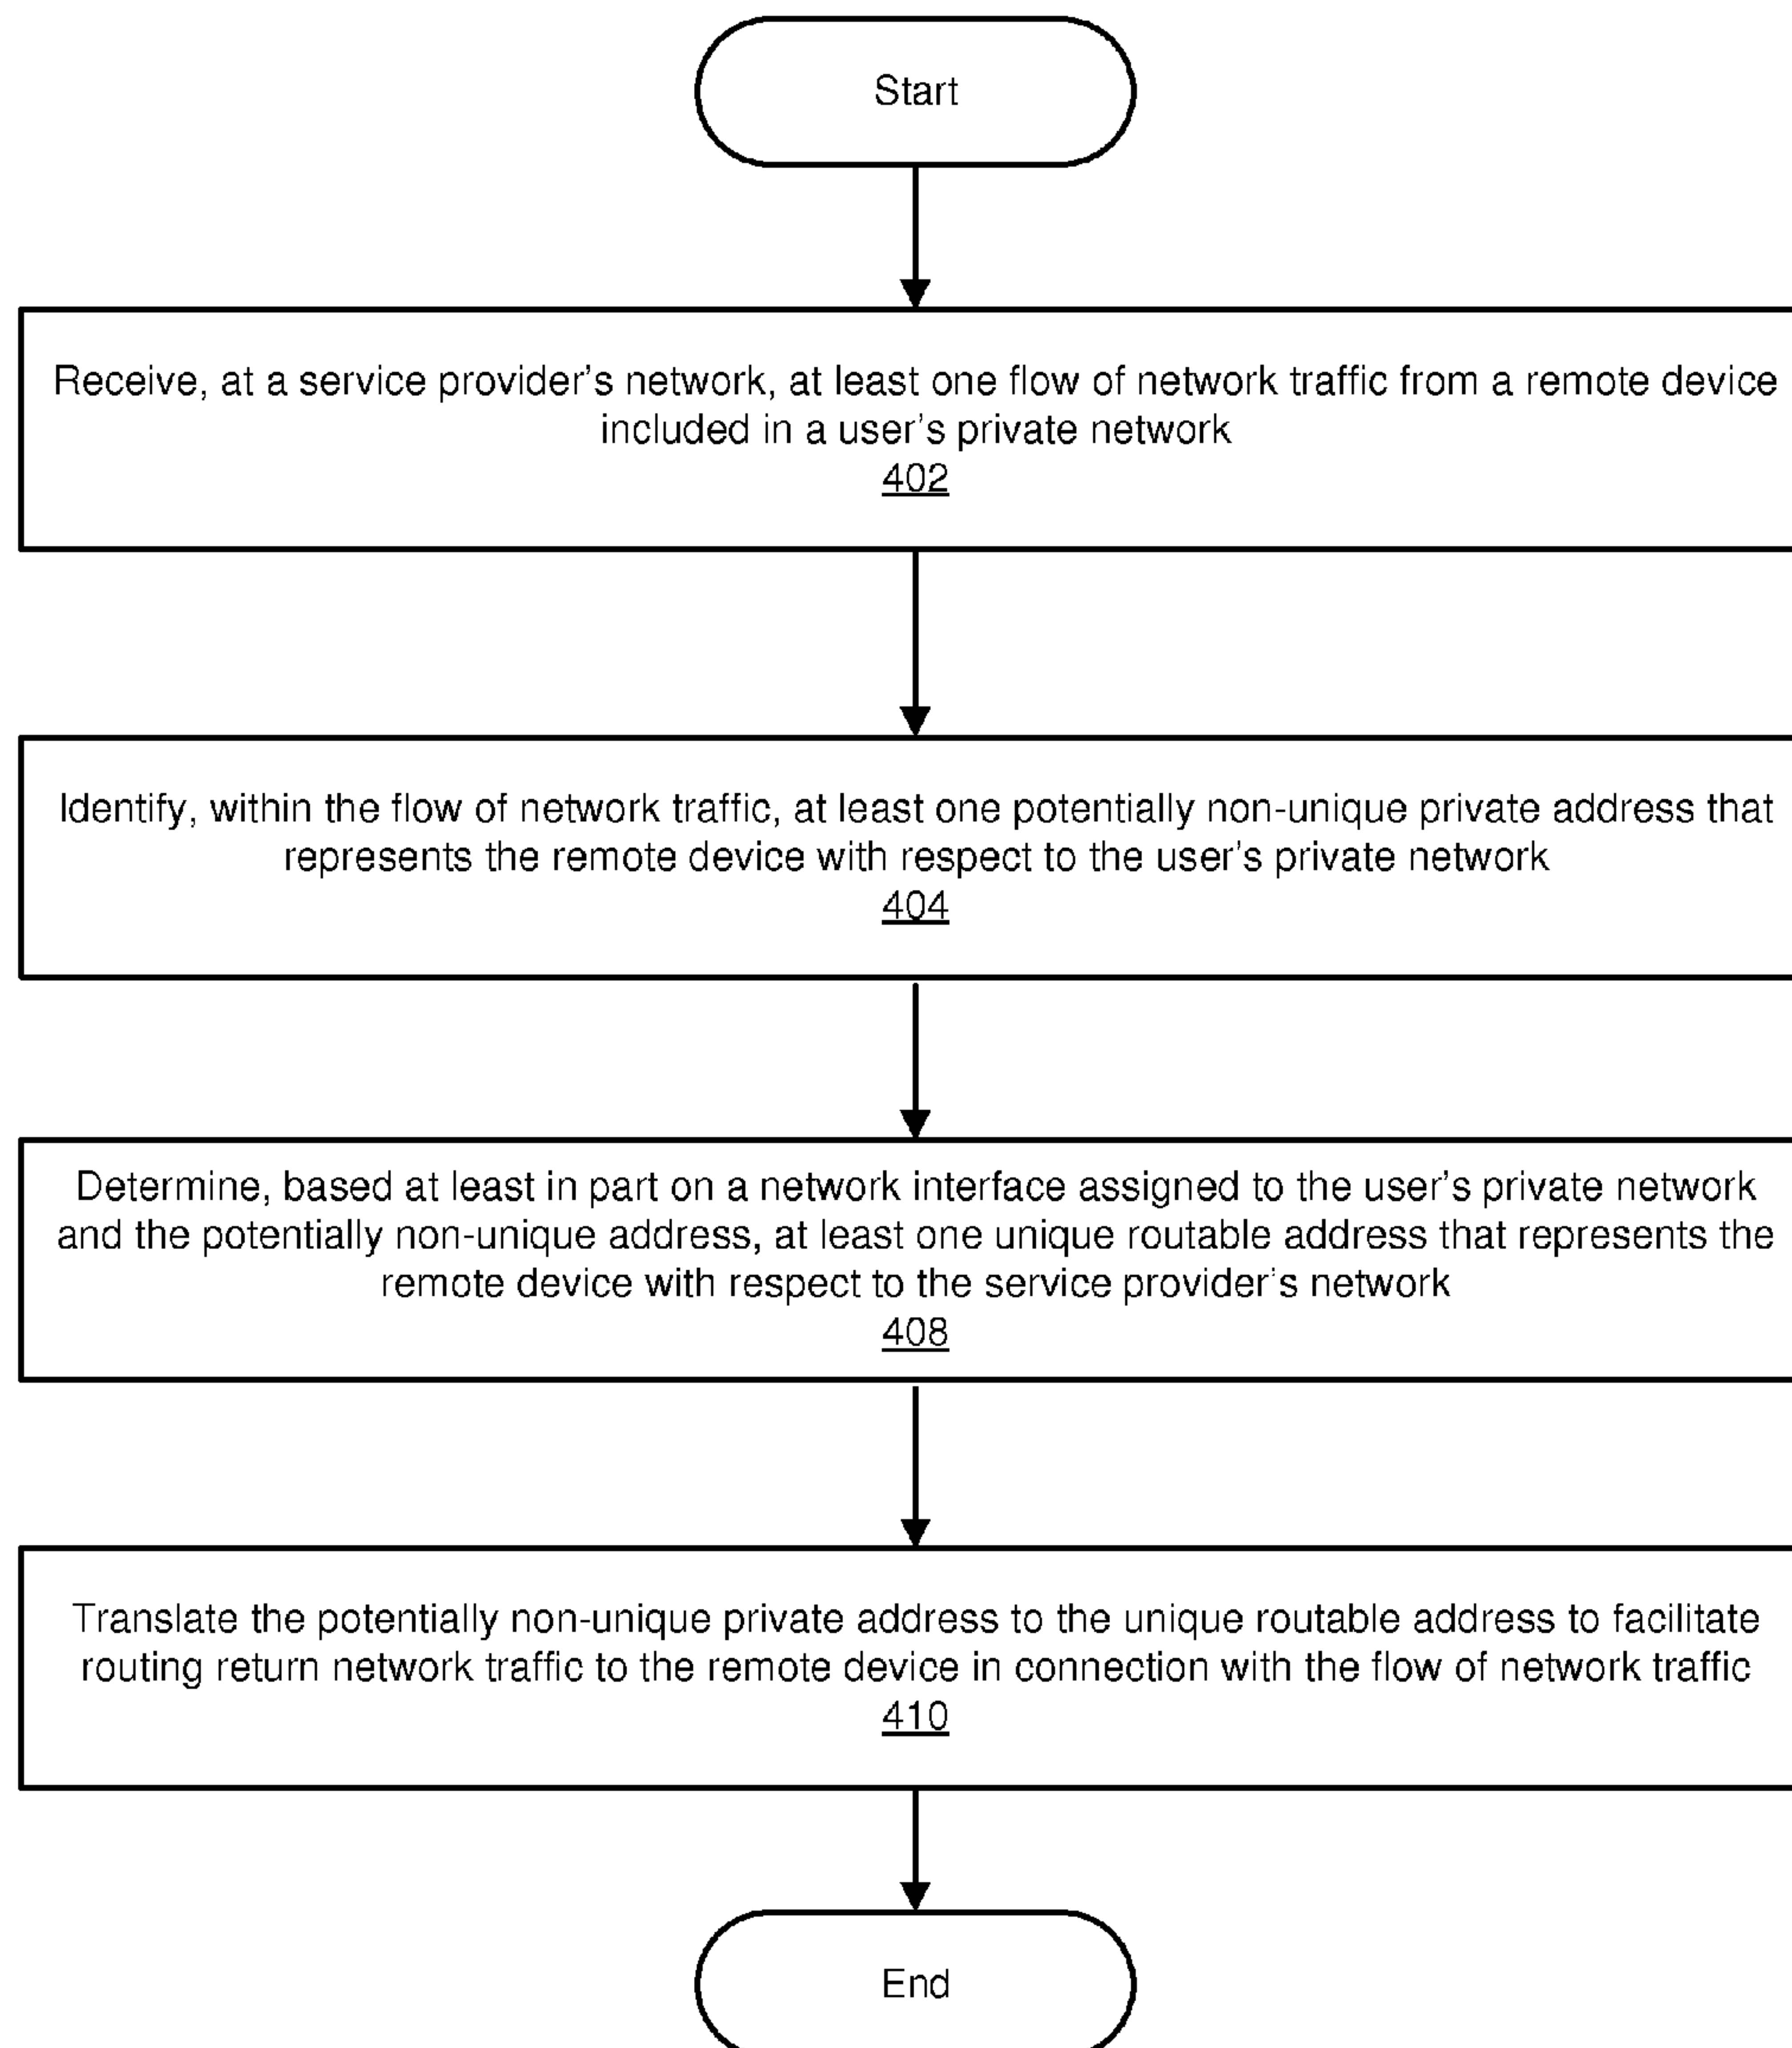 Start
Receive, at a service provider's network, at least one flow of network traffic from a remote device
included in a user's private network
402
Identify, within the flow of network traffic, at least one potentially non-unique private address that
represents the remote device with respect to the user's private network
404
Determine, based at least in part on a network interface assigned to the user's private network
and the potentially non-unique address, at least one unique routable address that represents the
remote device with respect to the service provider's network
408
Translate the potentially non-unique private address to the unique routable address to facilitate
routing return network traffic to the remote device in connection with the flow of network traffic
410
End